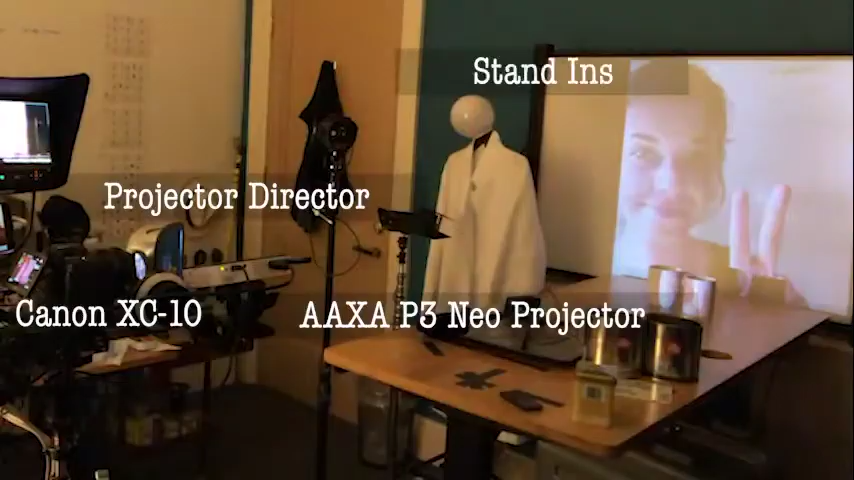 Stand Ins
Projector Director
Canon XC-10
AAXA P3 Neo Projector